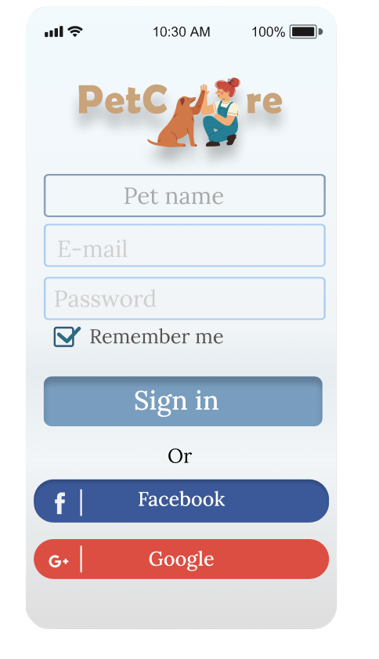 10:30 AM 100%
PetC re
Pet name
E-mail
Password
Remember me
Sign in
Or
f Facebook
G+ Google